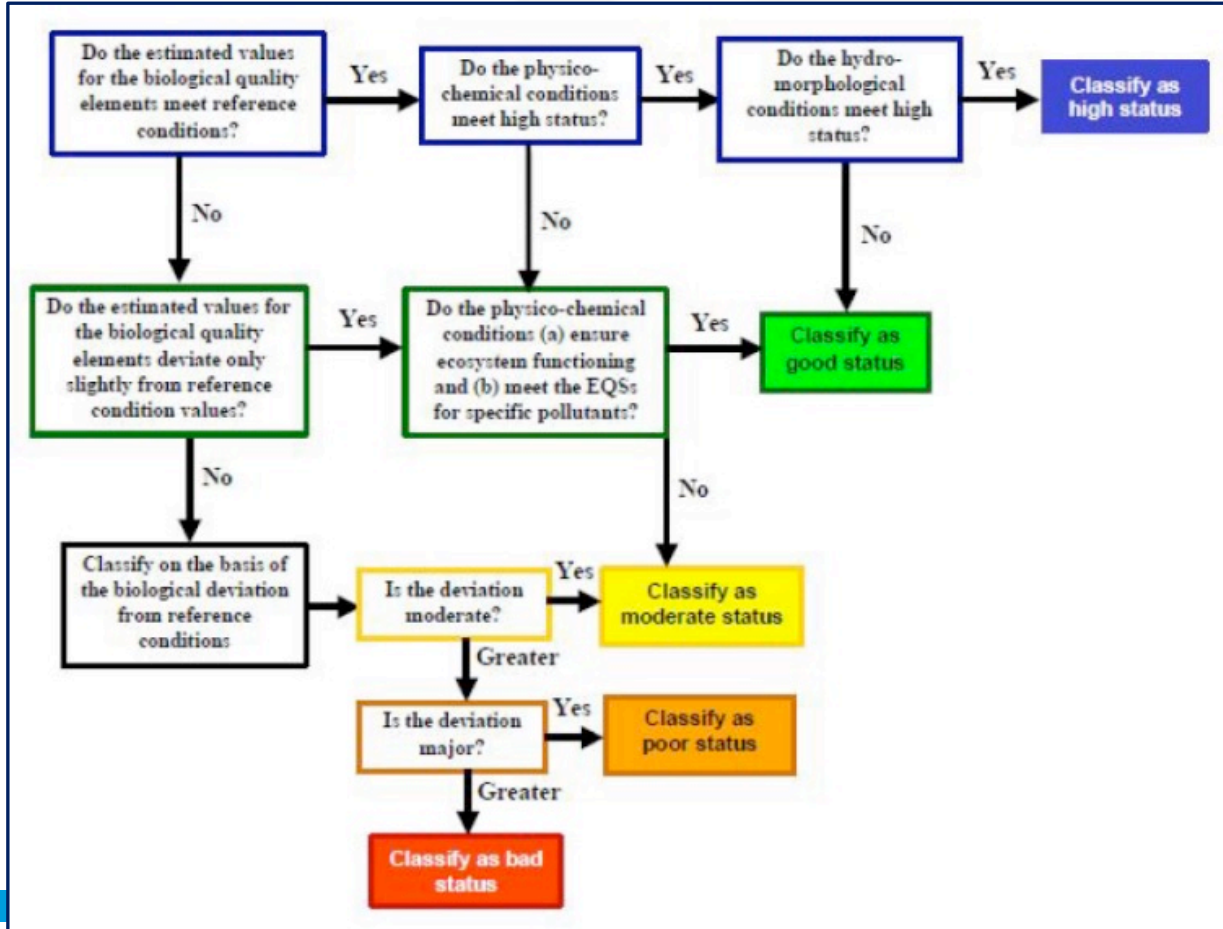 Do the estimated values
for the biological quality
elements meet reference
conditions?
Yes
Do the physico-
chemical conditions
meet high status?
Yes
Do the hydro-
morphological
conditions meet high
status?
Yes
Classify as
high status
No
No
No
Do the estimated values for
the biological quality
elements deviate only
slightly from reference
condition values?
Yes
Do the physico-chemical
conditions (a) ensure
ecosystem functioning
and (b) meet the EQSs
for specific pollutants?
Yes
Classify as
good status
No
No
Classify on the basis of
the biological deviation
from reference
conditions
Is the deviation
moderate?
Yes
Classify as
moderate status
Greater
Is the deviation
major?
Yes
Classify as
poor status
Greater
Classify as bad
status